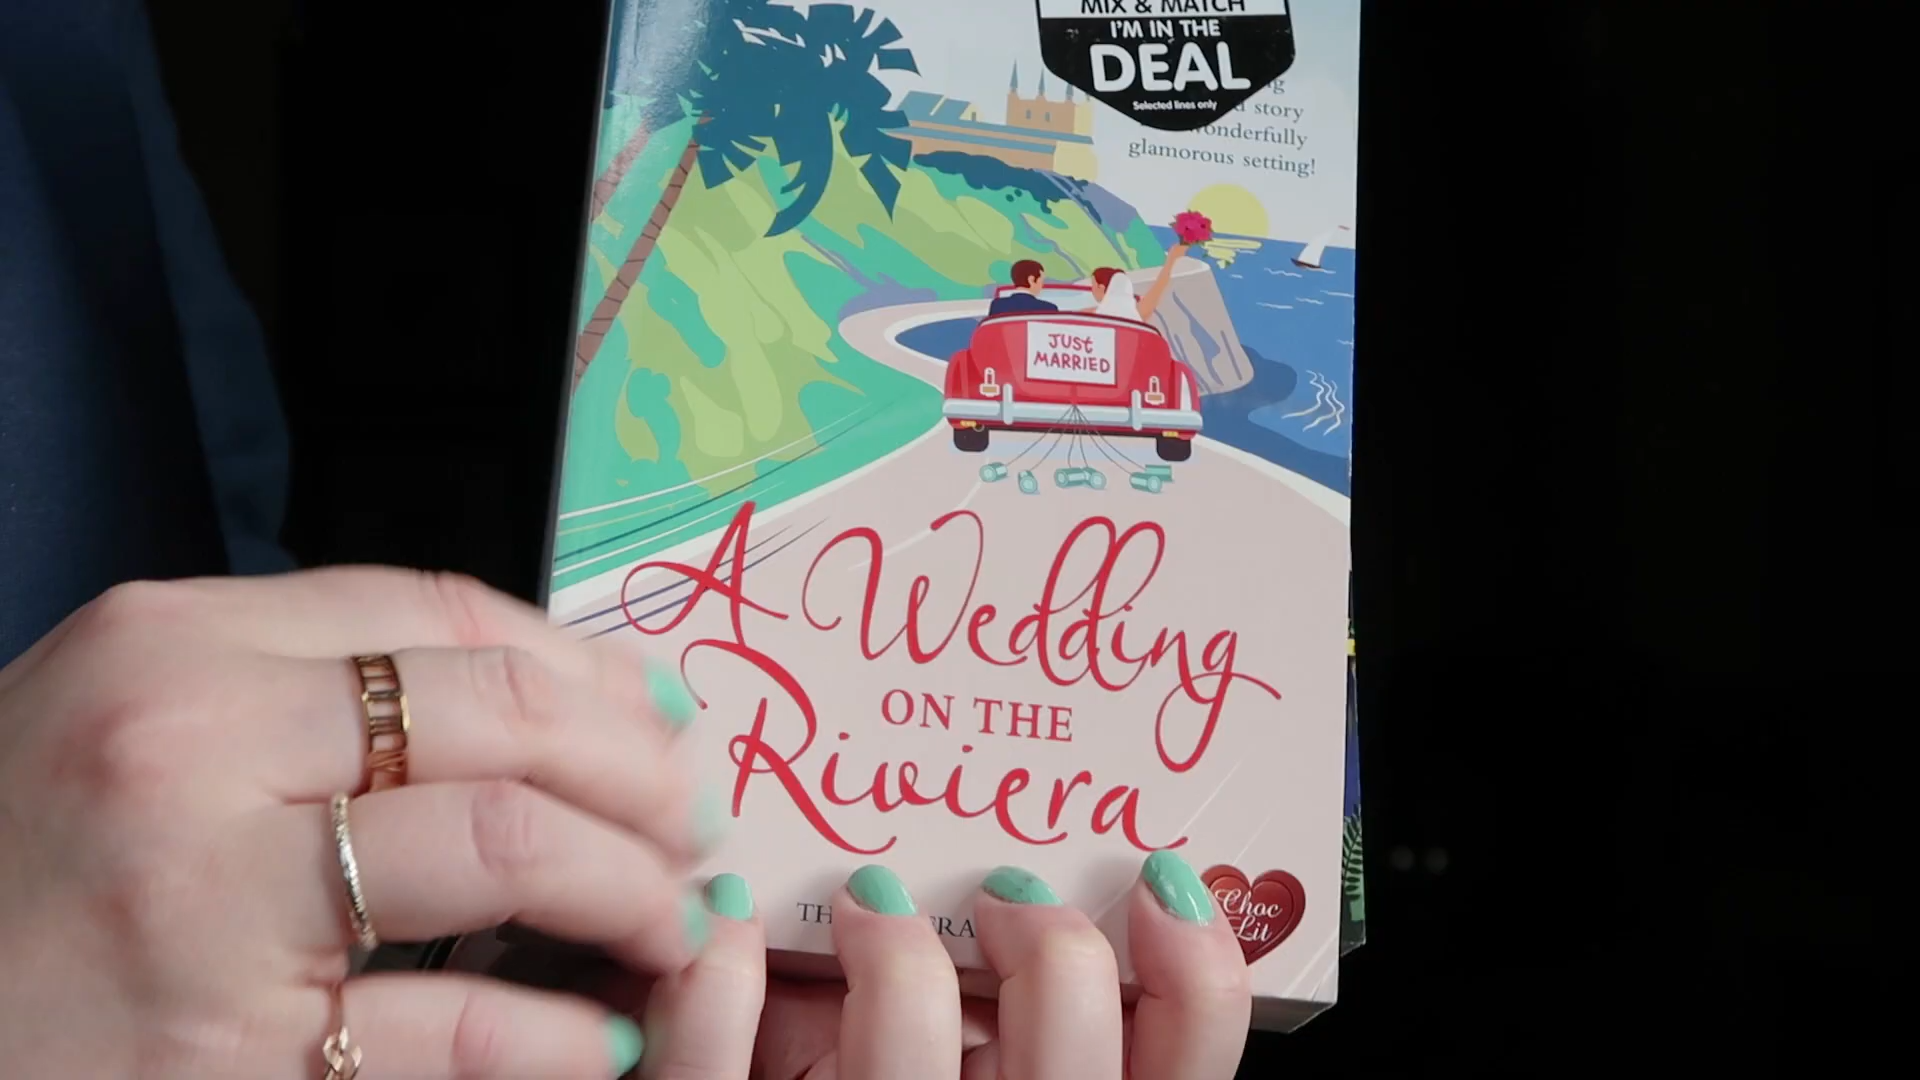 MIX & MATCH
I'M IN THE
DEAL
Selected lines only
story
wonderfully
glamorous setting!
JUST
MARRIED
A Wedding
ON THE
Riviera
Choc
Lit